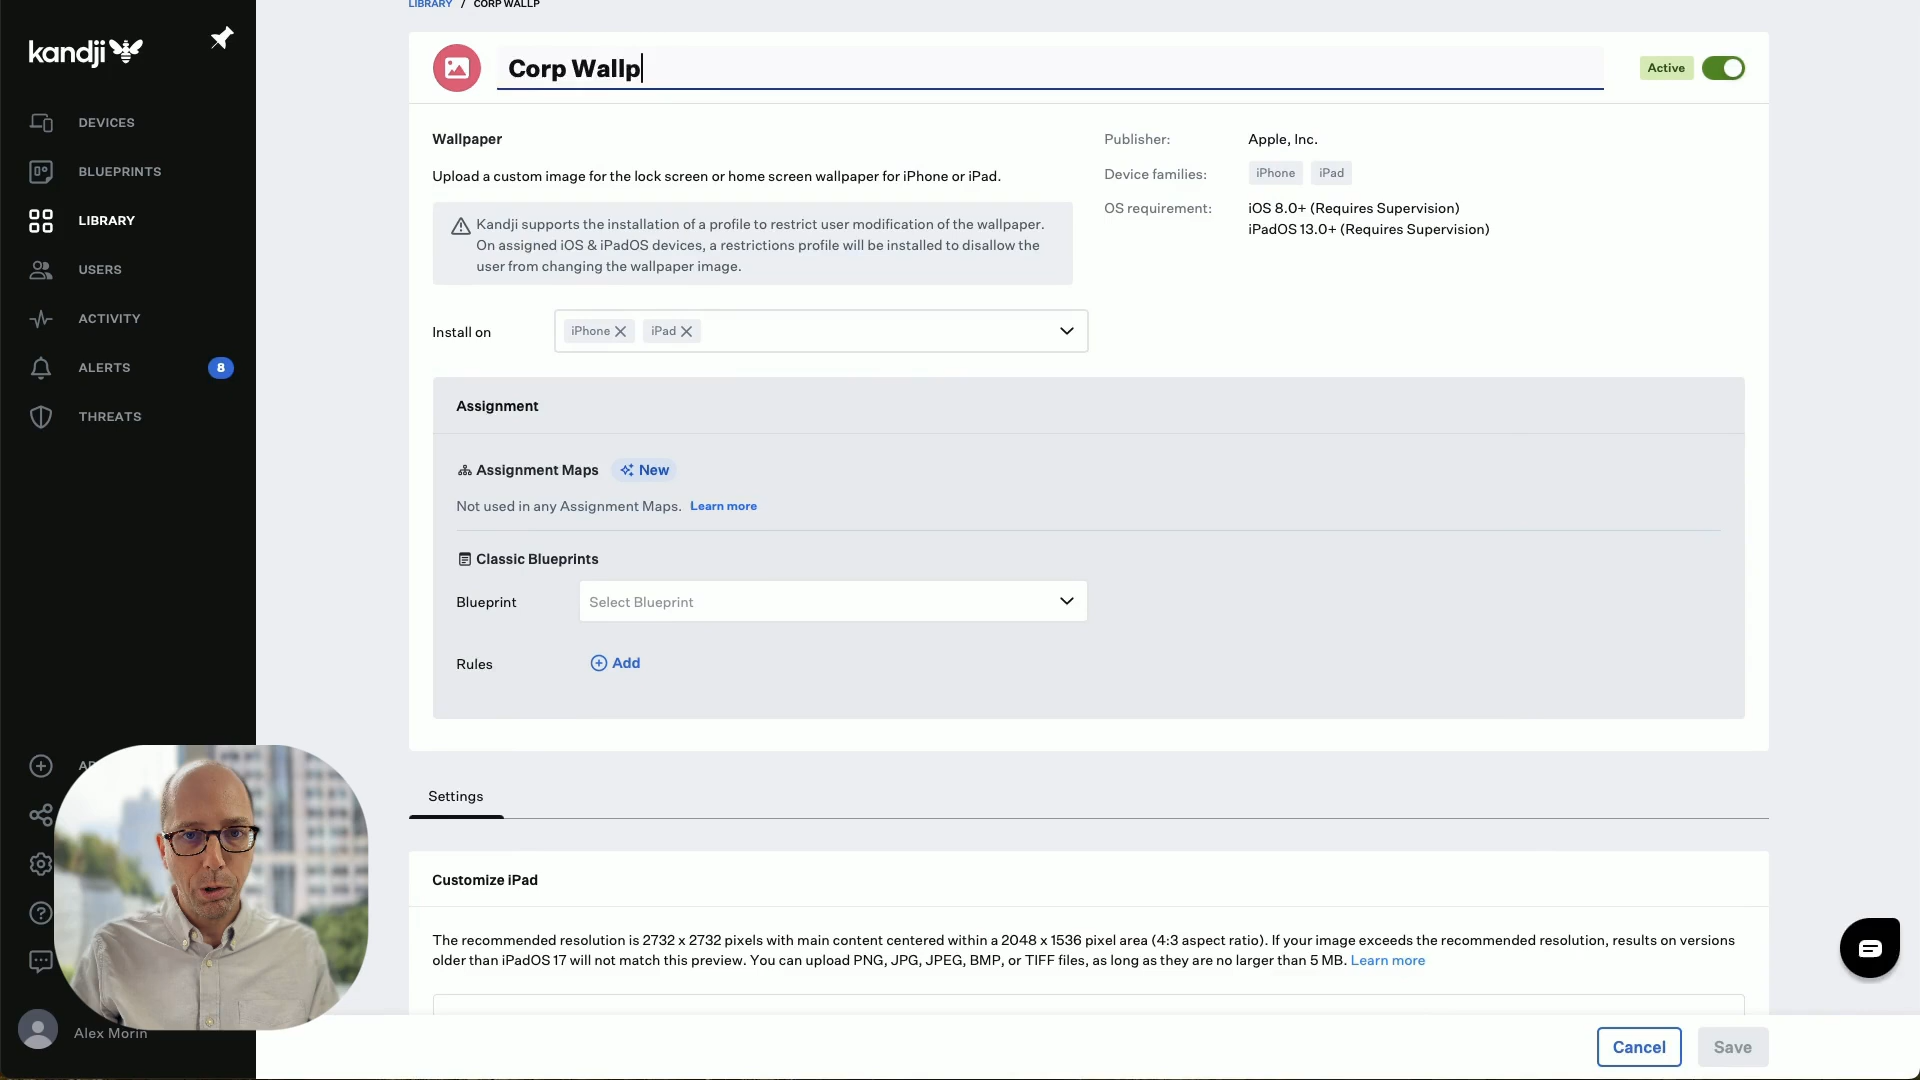 LIBRARY / CORP WALLP
kandji
Corp Wallp
Active
DEVICES
BLUEPRINTS
LIBRARY
USERS
ACTIVITY
ALERTS 8
THREATS
Wallpaper
Upload a custom image for the lock screen or home screen wallpaper for iPhone or iPad.
Kandji supports the installation of a profile to restrict user modification of the wallpaper.
On assigned iOS & iPadOS devices, a restrictions profile will be installed to disallow the
user from changing the wallpaper image.
Publisher: Apple, Inc.
Device families: iPhone iPad
OS requirement: iOS 8.0+ (Requires Supervision)
iPadOS 13.0+ (Requires Supervision)
Install on iPhone iPad
Assignment
Assignment Maps New
Not used in any Assignment Maps. Learn more
Classic Blueprints
Blueprint Select Blueprint
Rules Add
Settings
Customize iPad
The recommended resolution is 2732 x 2732 pixels with main content centered within a 2048 x 1536 pixel area (4:3 aspect ratio). If your image exceeds the recommended resolution, results on versions
older than iPadOS 17 will not match this preview. You can upload PNG, JPG, JPEG, BMP, or TIFF files, as long as they are no larger than 5 MB. Learn more
Alex Morin
Cancel Save